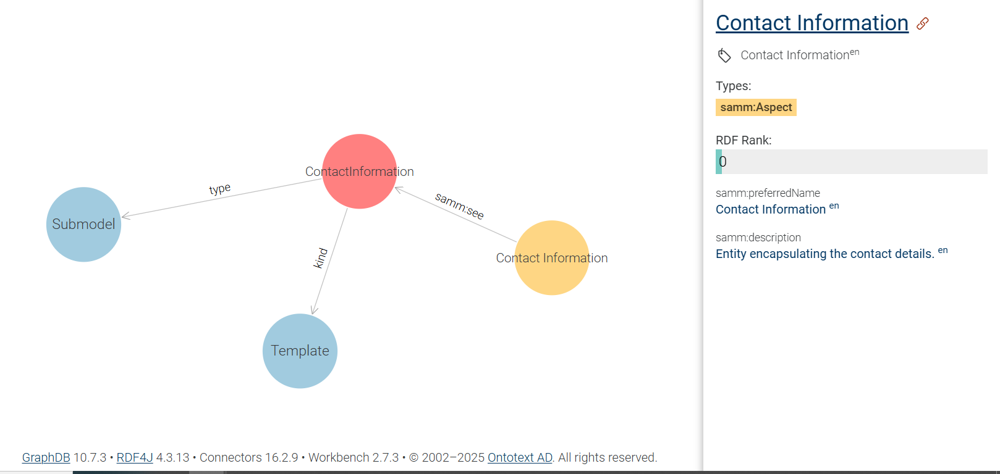 ContactInformation
type
samm:see
Submodel
kind
Contact Information
Template
GraphDB 10.7.3 • RDF4J 4.3.13 • Connectors 16.2.9 • Workbench 2.7.3 • © 2002–2025 Ontotext AD. All rights reserved.
Contact Information
Contact Information en
Types:
samm:Aspect
RDF Rank:
0
samm:preferredName
Contact Information en
samm:description
Entity encapsulating the contact details. en